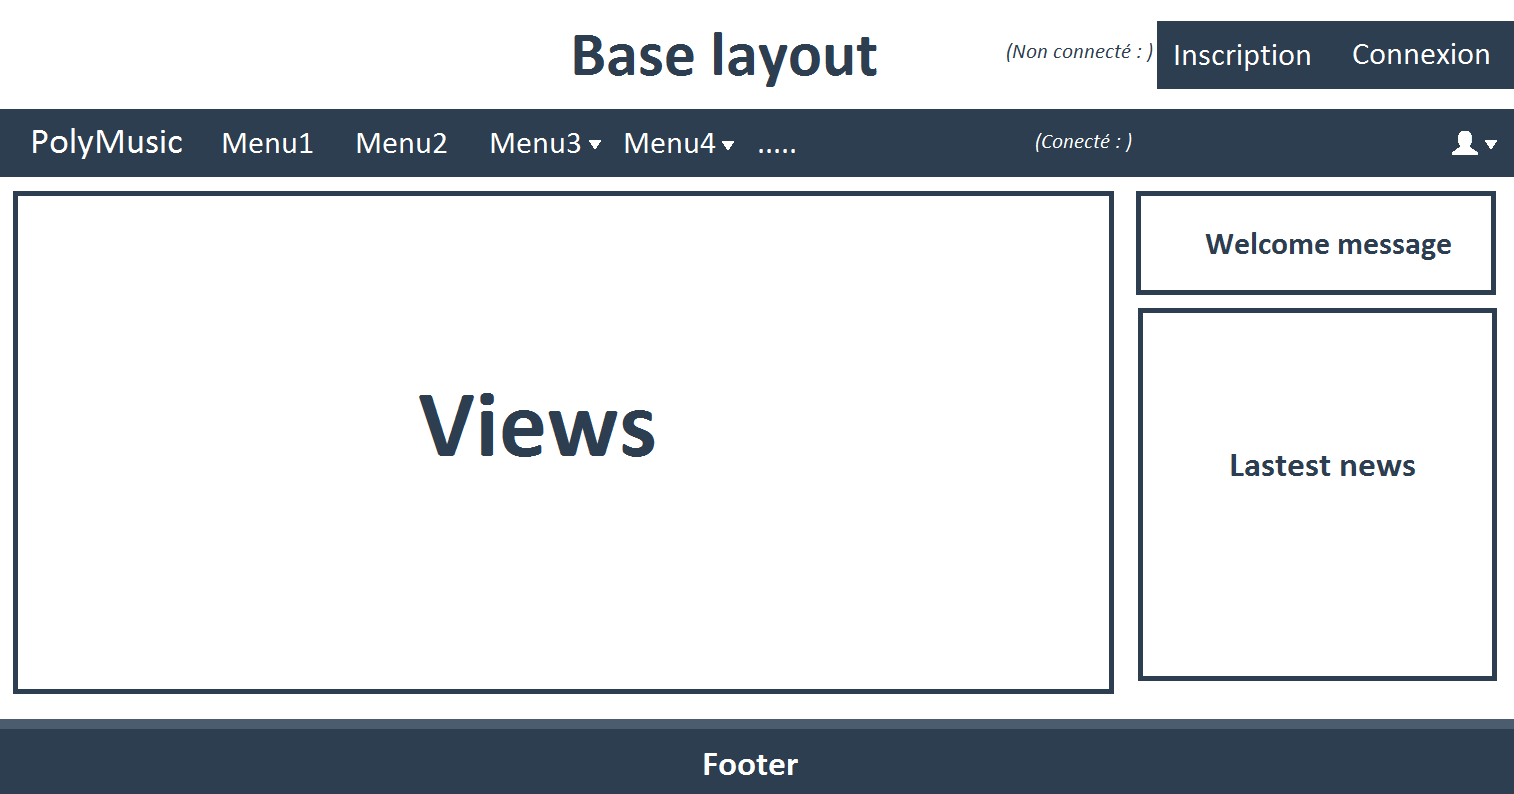 Base layout
(Non connecté : ) Inscription Connexion
PolyMusic Menu1 Menu2 Menu3 Menu4 ..... (Conecté : )
Views
Welcome message
Lastest news
Footer